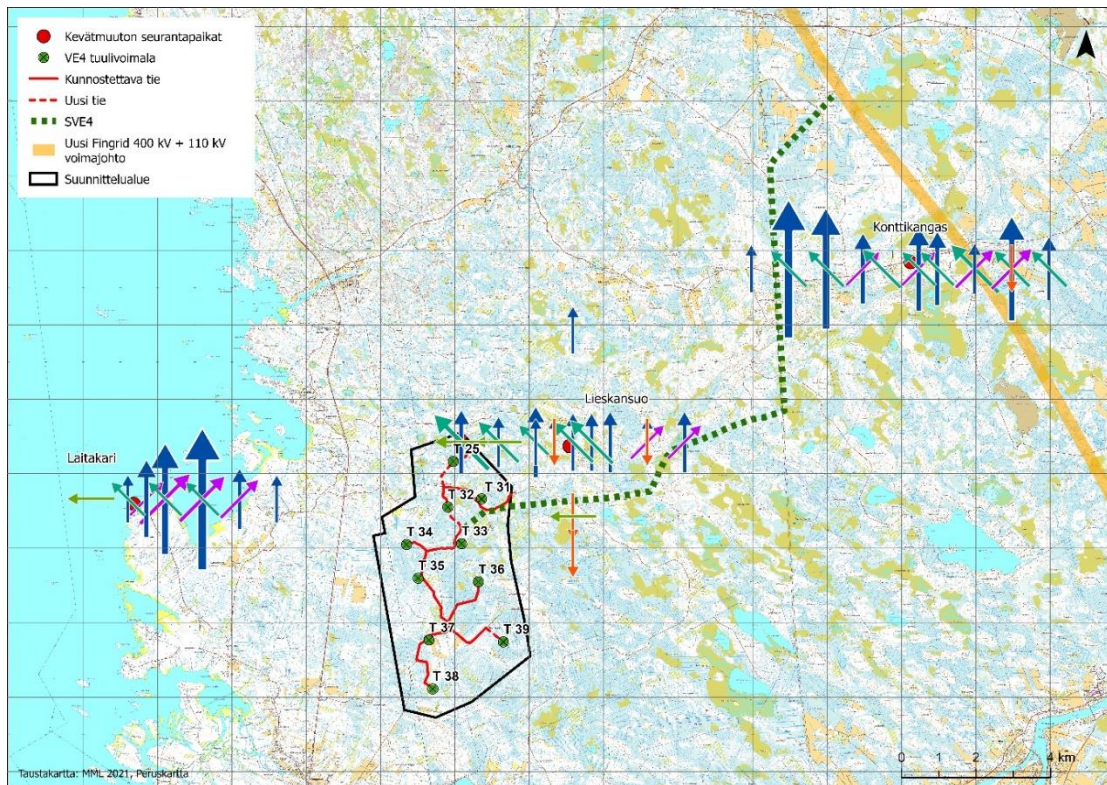 Kevätmuuton seurantapaikat
VE4 tuulivoimala
Kunnostettava tie
Uusi tie
SVE4
Uusi Fingrid 400 kV + 110 kV
voimajohto
Suunnittelualue
Konttikangas
Lieskansuo
Laitakari
T 25
T 31
T 32
T 34
T 33
T 35
T 36
T 37
T 39
T 38
Taustakartta: MML 2021, Peruskartta
0 2 4 km